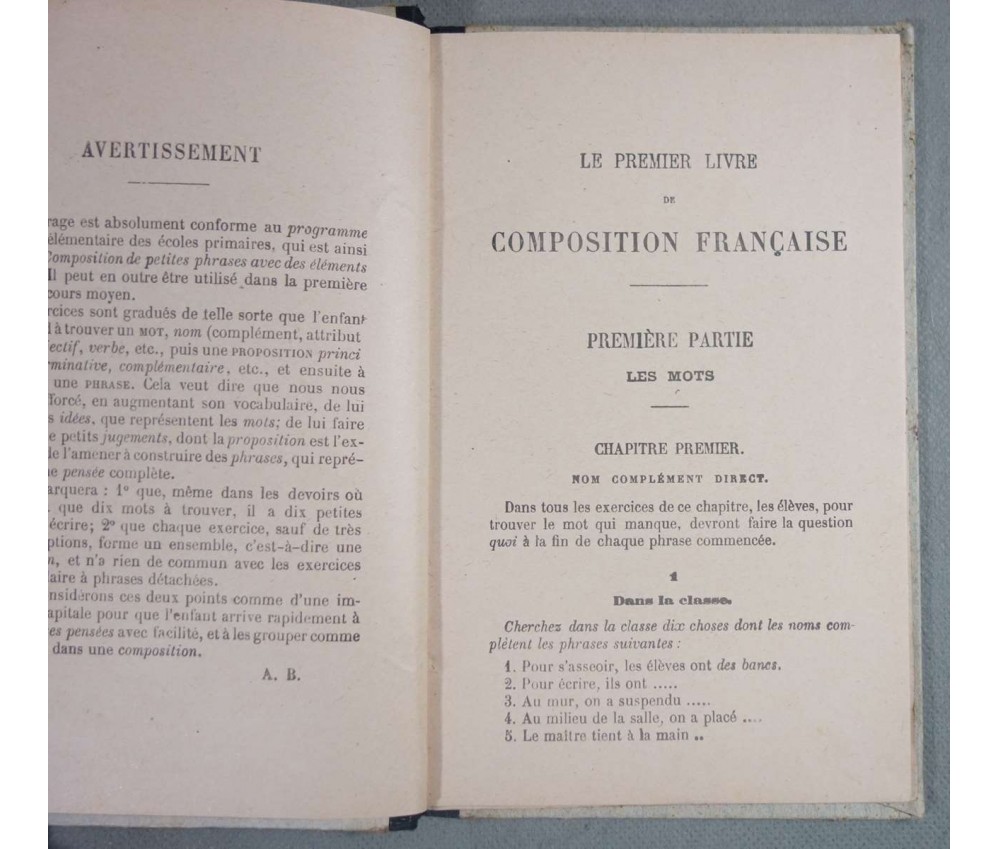 AVERTISSEMENT
rage est absolument conforme au programme
élémentaire des écoles primaires, qui est ainsi
Composition de petites phrases avec des éléments
Il peut en outre être utilisé dans la première
cours moyen.
rcices sont gradués de telle sorte que l'enfant
l à trouver un MOT, nom (complément, attribut
ectif, verbe, etc., puis une PROPOSITION princi
rminative, complémentaire, etc., et ensuite à
une PHRASE. Cela veut dire que nous nous
forcé, en augmentant son vocabulaire, de lui
s idées, que représentent les mots; de lui faire
e petits jugements, dont la proposition est l'ex-
le l'amener à construire des phrases, qui repré-
e pensée complète.
arquera : 1° que, même dans les devoirs où
. que dix mots à trouver, il a dix petites
écrire; 2° que chaque exercice, sauf de très
ptions, forme un ensemble, c'est-à-dire une
n, et n'a rien de commun avec les exercices
aire à phrases détachées.
nsidérons ces deux points comme d'une im-
apitale pour que l'enfant arrive rapidement à
es pensées avec facilité, et à les grouper comme
dans une composition.
A. B.
LE PREMIER LIVRE
DE
COMPOSITION FRANÇAISE
PREMIÈRE PARTIE
LES MOTS
CHAPITRE PREMIER.
NOM COMPLÉMENT DIRECT.
Dans tous les exercices de ce chapitre, les élèves, pour
trouver le mot qui manque, devront faire la question
quoi à la fin de chaque phrase commencée.
1
Dans la classe.
Cherchez dans la classe dix choses dont les noms com-
plètent les phrases suivantes :
1. Pour s'asseoir, les élèves ont des bancs.
2. Pour écrire, ils ont .....
3. Au mur, on a suspendu .....
4. Au milieu de la salle, on a placé ....
5. Le maître tient à la main ..